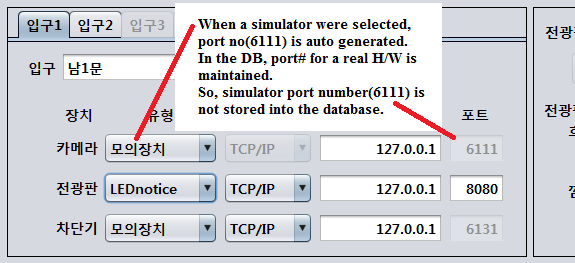 입구1 입구2 입구3
When a simulator were selected,
port no(6111) is auto generated.
In the DB, port# for a real H/W is
maintained.
So, simulator port number(6111) is
not stored into the database.
입구 남1문
장치 유형 포트
카메라 모의장치 TCP/IP 127.0.0.1 6111
전광판 LEDnotice TCP/IP 127.0.0.1 8080
차단기 모의장치 TCP/IP 127.0.0.1 6131
전광판
전광